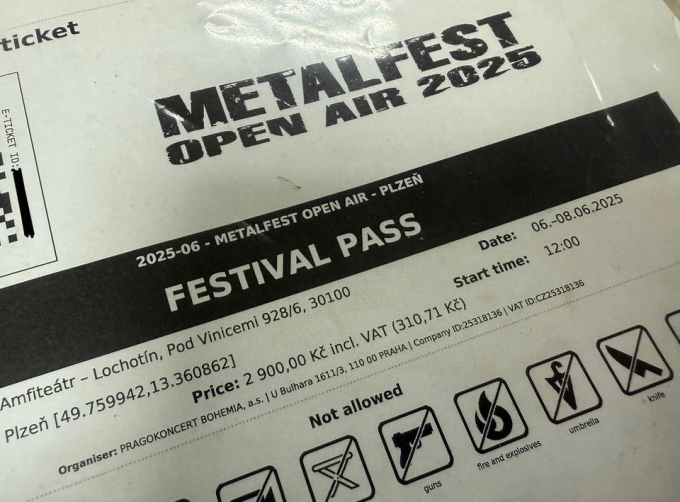 ticket
E-TICKET ID:
METALFEST
OPEN AIR 2025
2025-06 - METALFEST OPEN AIR - PLZEŇ
FESTIVAL PASS
Date: 06.–08.06.2025
Start time: 12:00
Amfiteátr – Lochotín, Pod Vinicemi 928/6, 30100
Plzeň [49.759942,13.360862]
Price: 2 900,00 Kč incl. VAT (310,71 Kč)
Organiser: PRAGOKONCERT BOHEMIA, a.s. | U Bulhara 1611/3, 110 00 PRAHA | Company ID:25318136 | VAT ID:CZ25318136
Not allowed
guns
fire and explosives
umbrella
knife